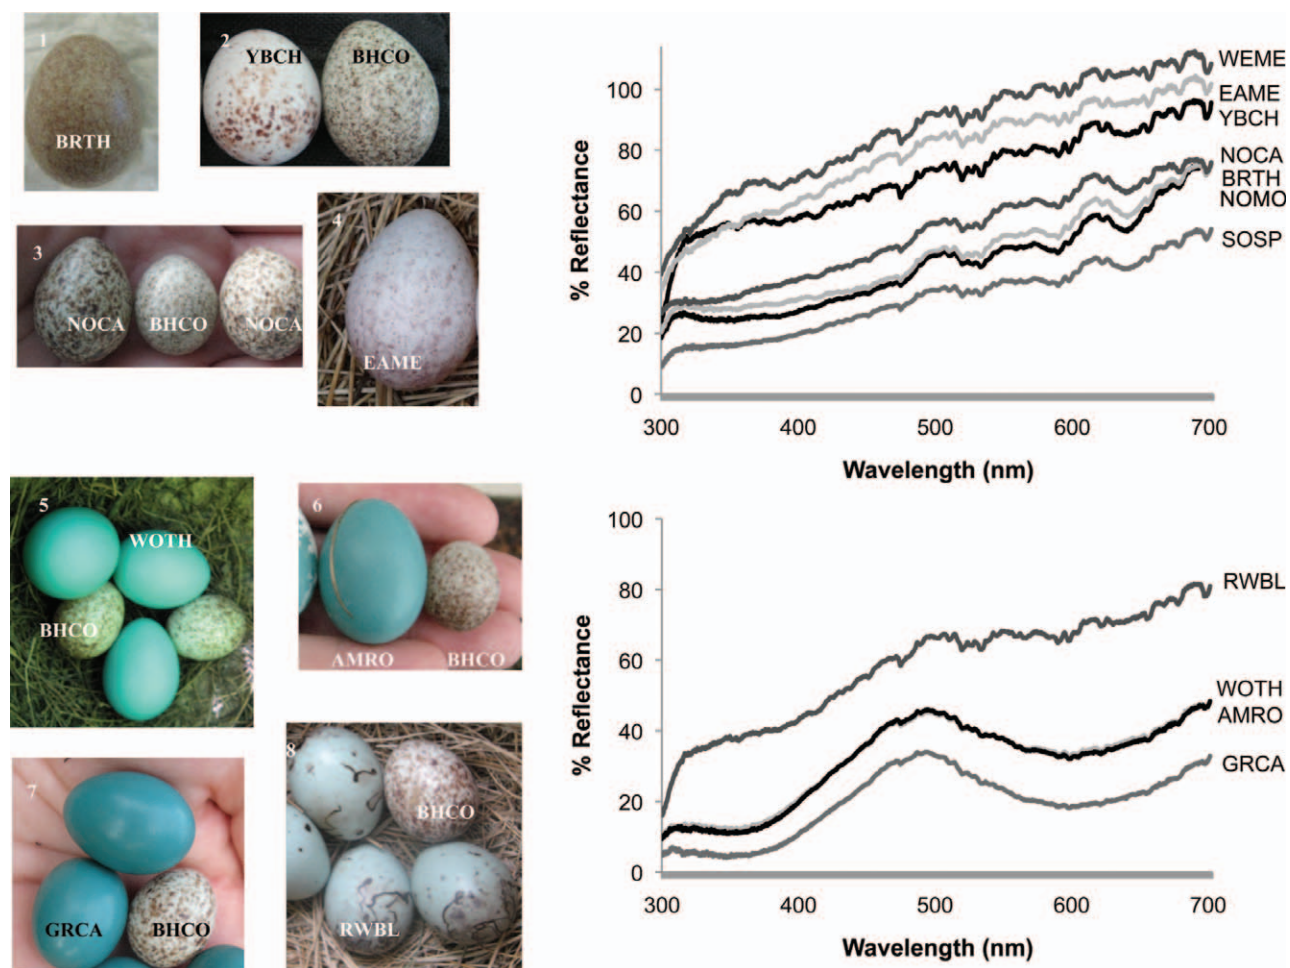 1
BRTH
2
YBCH
BHCO
3
NOCA
BHCO
NOCA
4
EAME
% Reflectance
100
80
60
40
20
0
300
400
500
600
700
Wavelength (nm)
WEME
EAME
YBCH
NOCA
BRTH
NOMO
SOSP
5
WOTH
BHCO
6
AMRO
BHCO
7
GRCA
BHCO
8
BHCO
RWBL
% Reflectance
100
80
60
40
20
0
300
400
500
600
700
Wavelength (nm)
RWBL
WOTH
AMRO
GRCA